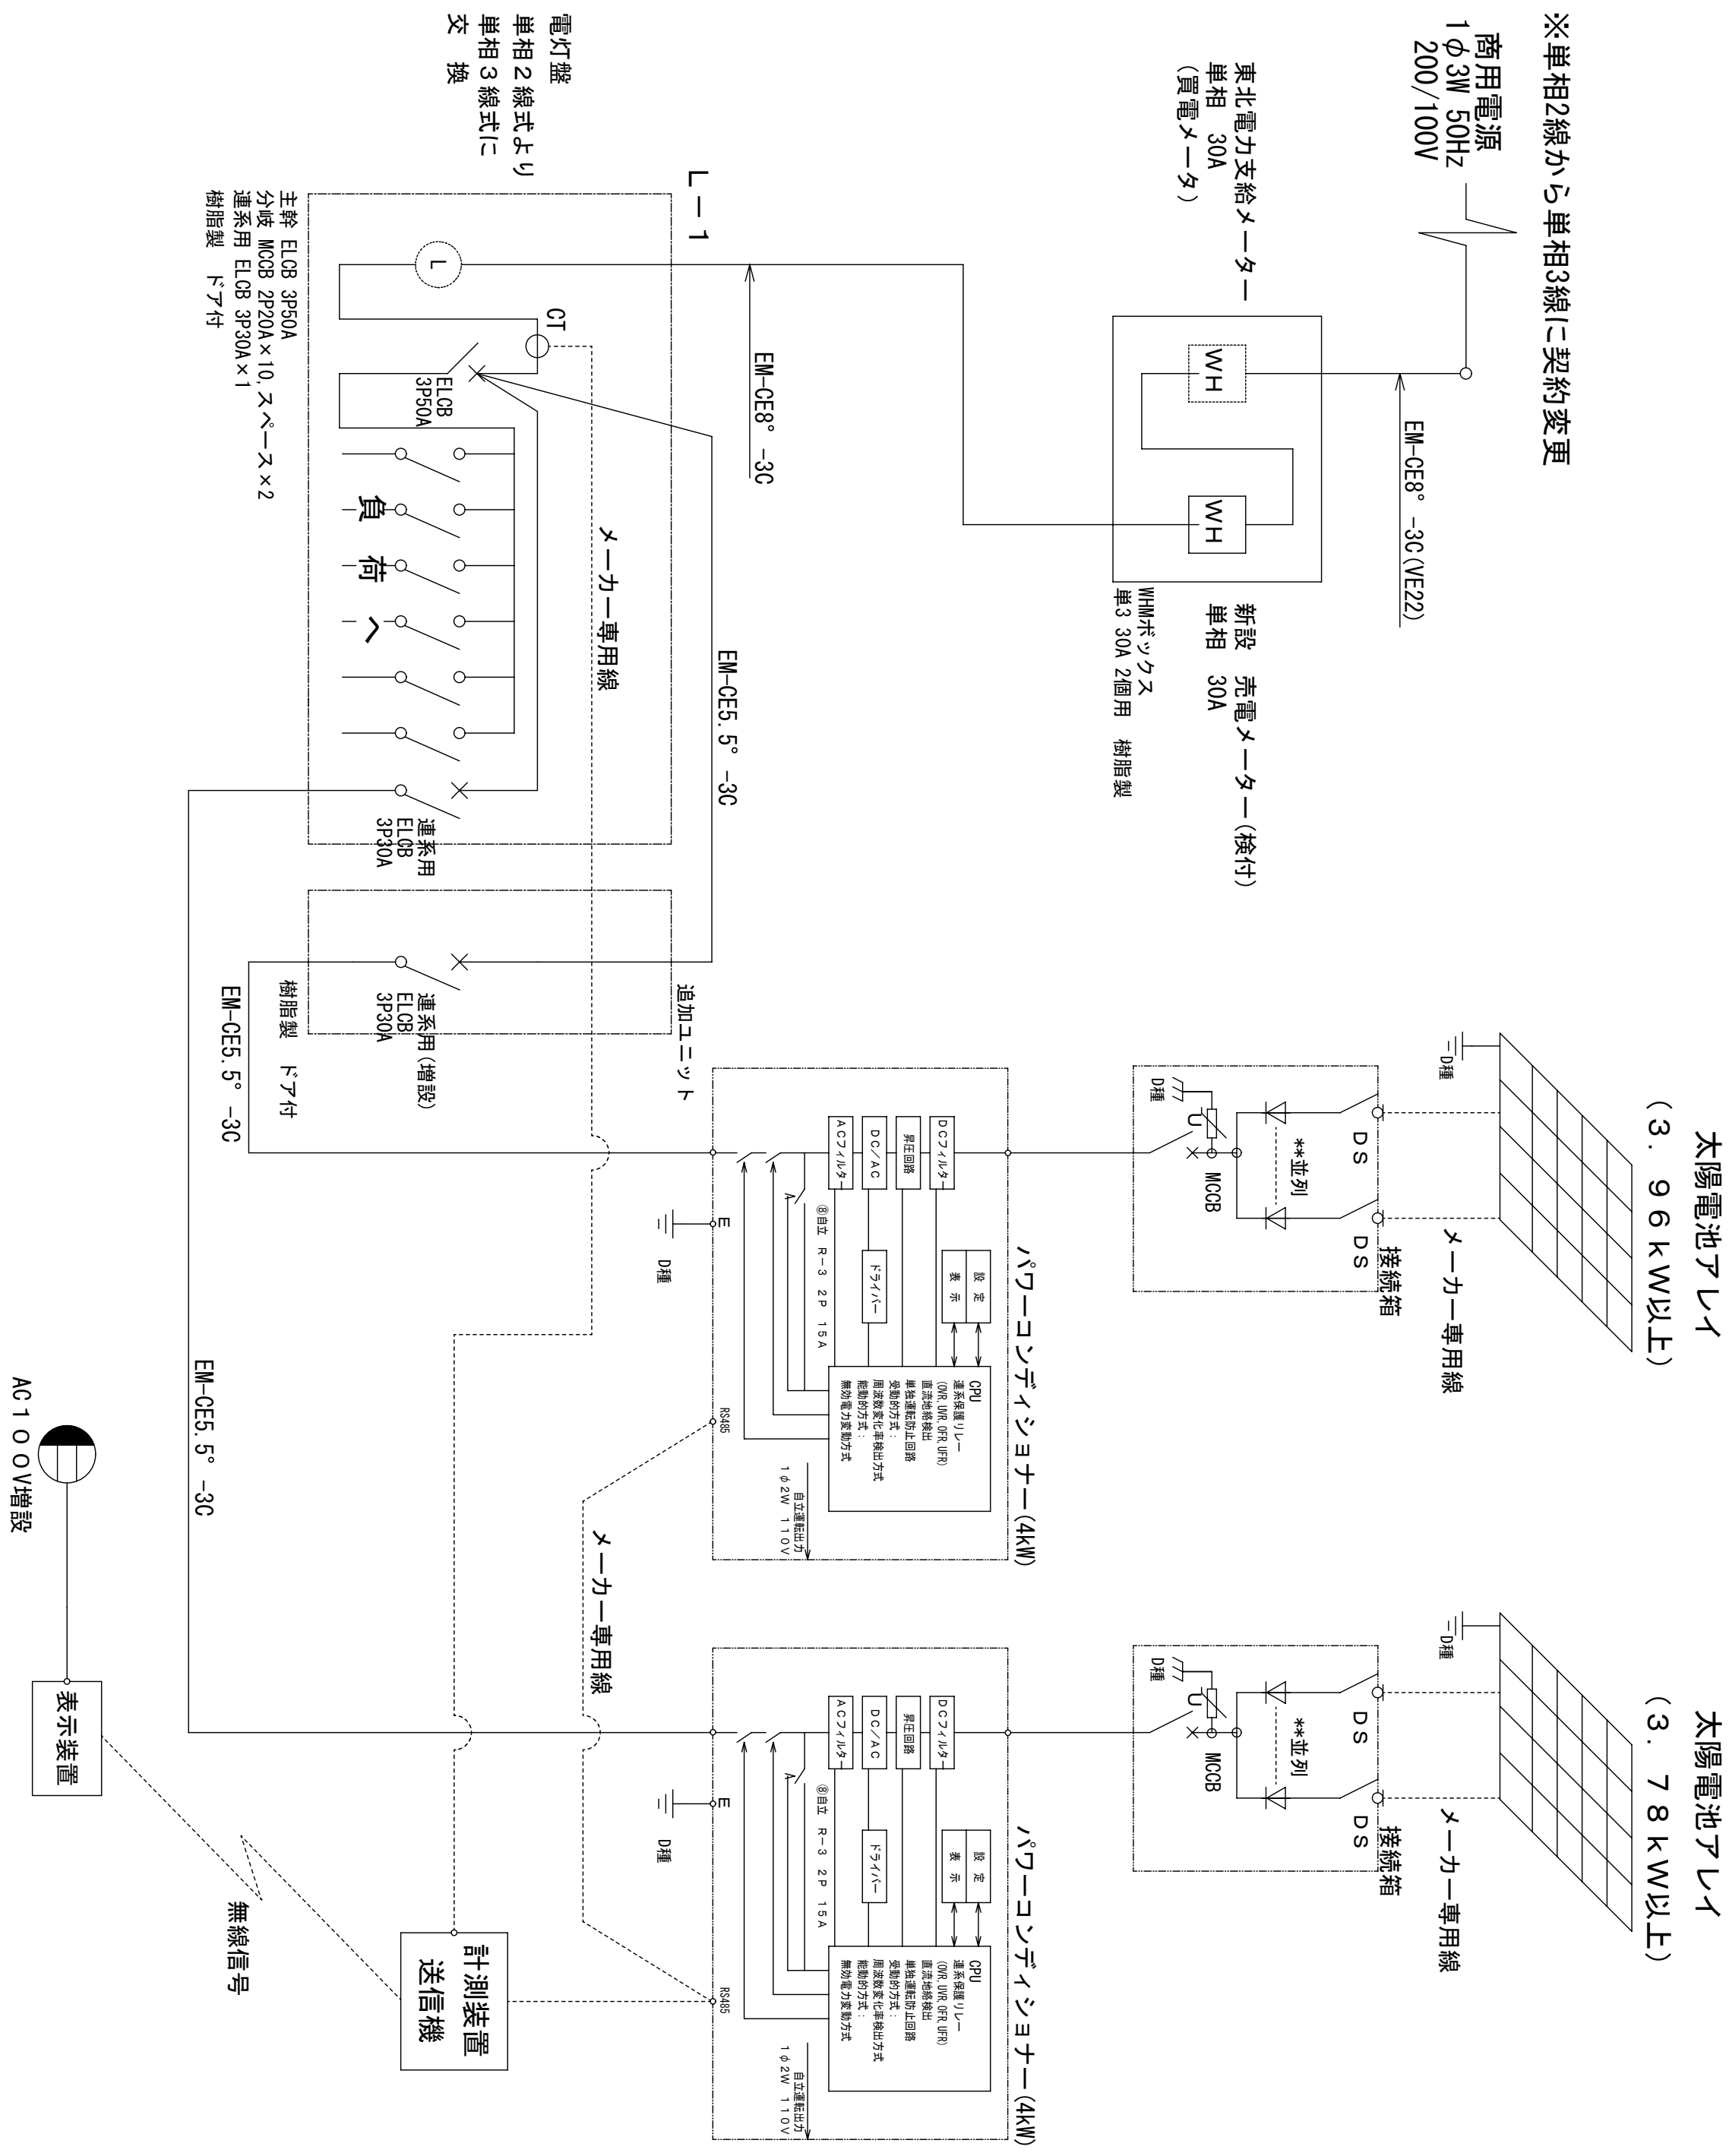 ※単相2線から単相3線に契約変更
商用電源
1φ3W 50Hz
200/100V
EM-CE8° -3C(VE22)
東北電力支給メーター
単相 30A
(買電メータ)
WH
WH
新設 売電メーター(検付)
単相 30A
WHMボックス
単3 30A 2個用 樹脂製
EM-CE8° -3C
EM-CE5.5° -3C
電灯盤
単相2線式より
単相3線式に
交 換
L-1
L
CT
ELCB
3P50A
メーカー専用線
負荷へ
連系用
ELCB
3P30A
主幹 ELCB 3P50A
分岐 MCCB 2P20A×10,スペース×2
連系用 ELCB 3P30A×1
樹脂製 ドア付
追加ユニット
連系用(増設)
ELCB
3P30A
樹脂製 ドア付
EM-CE5.5° -3C
太陽電池アレイ
(3.96kW以上)
D種
メーカー専用線
接続箱
DS
DS
**並列
MCCB
U
D種
パワーコンディショナー(4kW)
DCフィルター
昇圧回路
DC/AC
ACフィルター
設 定
表 示
ドライバー
A
⑧自立 R-3 2P 15A
CPU
連系保護リレー
(OVR,UVR,OFR,UFR)
直流地絡検出
単独運転防止回路
受動的方式:
周波数変化率検出方式
能動的方式:
無効電力変動方式
自立運転出力
1φ2W 110V
E
D種
RS485
メーカー専用線
太陽電池アレイ
(3.78kW以上)
D種
メーカー専用線
接続箱
DS
DS
**並列
MCCB
U
D種
パワーコンディショナー(4kW)
DCフィルター
昇圧回路
DC/AC
ACフィルター
設 定
表 示
ドライバー
A
⑧自立 R-3 2P 15A
CPU
連系保護リレー
(OVR,UVR,OFR,UFR)
直流地絡検出
単独運転防止回路
受動的方式:
周波数変化率検出方式
能動的方式:
無効電力変動方式
自立運転出力
1φ2W 110V
E
D種
RS485
EM-CE5.5° -3C
計測装置
送信機
無線信号
表示装置
AC100V増設